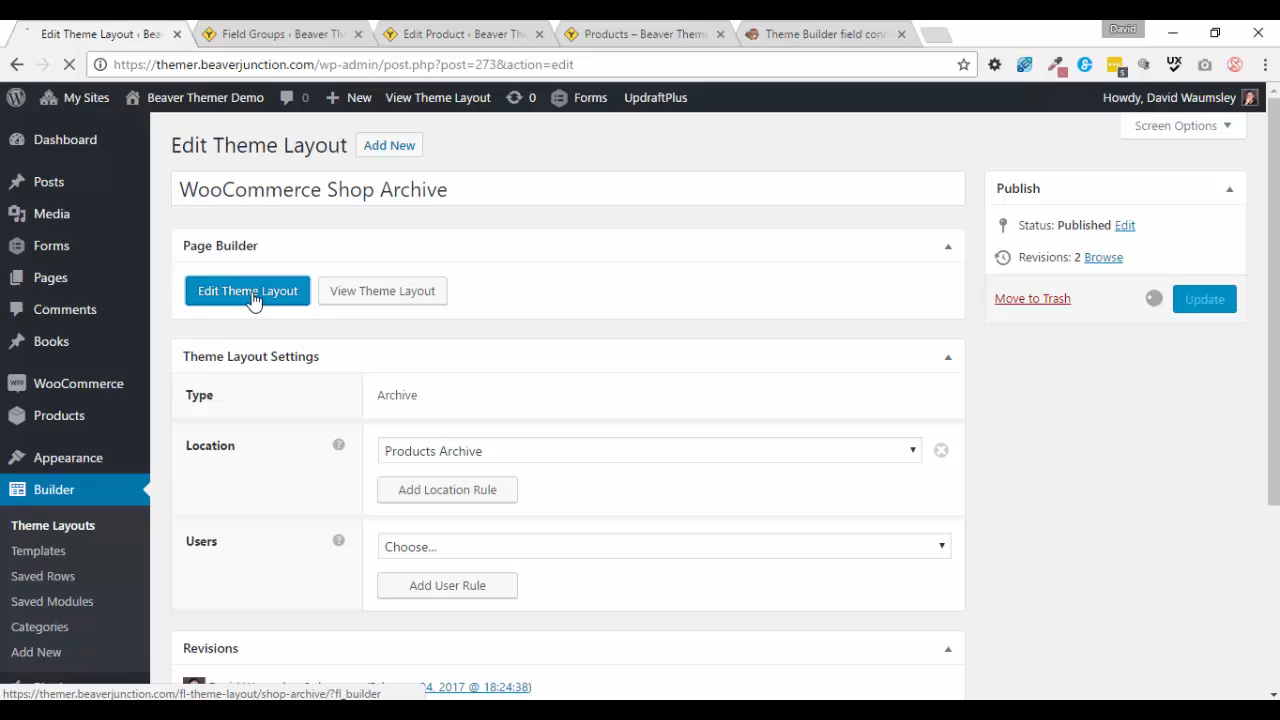 Edit Theme Layout ‹ Bea
Field Groups ‹ Beaver The
Edit Product ‹ Beaver The
Products – Beaver Theme
Theme Builder field conn
David
https://themer.beaverjunction.com/wp-admin/post.php?post=273&action=edit
5
My Sites
Beaver Themer Demo
0
New
View Theme Layout
0
Forms
UpdraftPlus
Howdy, David Waumsley
Screen Options
Dashboard
Posts
Media
Forms
Pages
Comments
Books
WooCommerce
Products
Appearance
Builder
Theme Layouts
Templates
Saved Rows
Saved Modules
Categories
Add New
Edit Theme Layout
Add New
WooCommerce Shop Archive
Page Builder
Edit Theme Layout
View Theme Layout
Theme Layout Settings
Type
Archive
Location
Products Archive
Add Location Rule
Users
Choose...
Add User Rule
Revisions
4, 2017 @ 18:24:38)
Publish
Status: Published Edit
Revisions: 2 Browse
Move to Trash
Update
https://themer.beaverjunction.com/fl-theme-layout/shop-archive/?fl_builder